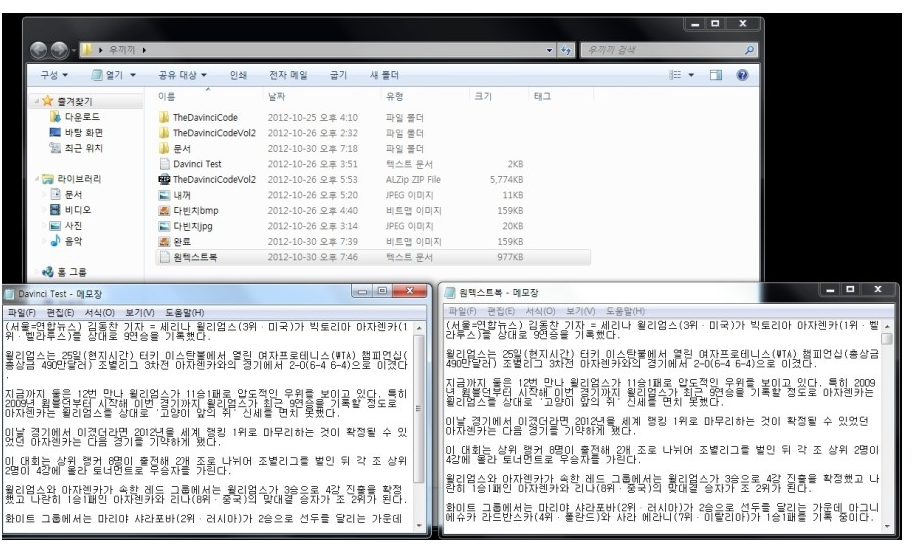 우끼끼
우끼끼 검색
구성 열기 공유 대상 인쇄 전자 메일 굽기 새 폴더
즐겨찾기
다운로드
바탕 화면
최근 위치
라이브러리
문서
비디오
사진
음악
홈 그룹
이름 날짜 유형 크기 태그
TheDavinciCode 2012-10-25 오후 4:10 파일 폴더
TheDavinciCodeVol2 2012-10-26 오후 2:32 파일 폴더
문서 2012-10-30 오후 7:18 파일 폴더
Davinci Test 2012-10-26 오후 3:51 텍스트 문서 2KB
TheDavinciCodeVol2 2012-10-26 오후 5:53 ALZip ZIP File 5,774KB
내꺼 2012-10-26 오후 5:20 JPEG 이미지 11KB
다빈치bmp 2012-10-26 오후 4:40 비트맵 이미지 159KB
다빈치jpg 2012-10-26 오후 3:14 JPEG 이미지 20KB
완료 2012-10-30 오후 7:39 비트맵 이미지 159KB
원텍스트북 2012-10-30 오후 7:46 텍스트 문서 977KB
Davinci Test - 메모장
파일(F) 편집(E) 서식(O) 보기(V) 도움말(H)
(서울=연합뉴스) 김동찬 기자 = 세리나 윌리엄스(3위·미국)가 빅토리아 아자렌카(1
위·벨라루스)를 상대로 9연승을 기록했다.
윌리엄스는 25일(현지시간) 터키 이스탄불에서 열린 여자프로테니스(WTA) 챔피언십(
총상금 490만달러) 조별리그 3차전 아자렌카와의 경기에서 2-0(6-4 6-4)으로 이겼다
.
지금까지 둘은 12번 만나 윌리엄스가 11승1패로 압도적인 우위를 보이고 있다. 특히
2009년 윔블던부터 시작해 이번 경기까지 윌리엄스가 최근 9연승을 기록할 정도로
아자렌카는 윌리엄스를 상대로 '고양이 앞의 쥐' 신세를 면치 못했다.
이날 경기에서 이겼더라면 2012년을 세계 랭킹 1위로 마무리하는 것이 확정될 수 있
었던 아자렌카는 다음 경기를 기약하게 됐다.
이 대회는 상위 랭커 8명이 출전해 2개 조로 나뉘어 조별리그를 벌인 뒤 각 조 상위
2명이 4강에 올라 토너먼트로 우승자를 가린다.
윌리엄스와 아자렌카가 속한 레드 그룹에서는 윌리엄스가 3승으로 4강 진출을 확정
했고 나란히 1승1패인 아자렌카와 리나(8위·중국)의 맞대결 승자가 조 2위가 된다.
화이트 그룹에서는 마리야 샤라포바(2위·러시아)가 2승으로 선두를 달리는 가운데
원텍스트북 - 메모장
파일(F) 편집(E) 서식(O) 보기(V) 도움말(H)
(서울=연합뉴스) 김동찬 기자 = 세리나 윌리엄스(3위·미국)가 빅토리아 아자렌카(1위·벨
라루스)를 상대로 9연승을 기록했다.
윌리엄스는 25일(현지시간) 터키 이스탄불에서 열린 여자프로테니스(WTA) 챔피언십(총상금
490만달러) 조별리그 3차전 아자렌카와의 경기에서 2-0(6-4 6-4)으로 이겼다.
지금까지 둘은 12번 만나 윌리엄스가 11승1패로 압도적인 우위를 보이고 있다. 특히 2009
년 윔블던부터 시작해 이번 경기까지 윌리엄스가 최근 9연승을 기록할 정도로 아자렌카는
윌리엄스를 상대로 '고양이 앞의 쥐' 신세를 면치 못했다.
이날 경기에서 이겼더라면 2012년을 세계 랭킹 1위로 마무리하는 것이 확정될 수 있었던
아자렌카는 다음 경기를 기약하게 됐다.
이 대회는 상위 랭커 8명이 출전해 2개 조로 나뉘어 조별리그를 벌인 뒤 각 조 상위 2명이
4강에 올라 토너먼트로 우승자를 가린다.
윌리엄스와 아자렌카가 속한 레드 그룹에서는 윌리엄스가 3승으로 4강 진출을 확정했고 나
란히 1승1패인 아자렌카와 리나(8위·중국)의 맞대결 승자가 조 2위가 된다.
화이트 그룹에서는 마리야 샤라포바(2위·러시아)가 2승으로 선두를 달리는 가운데 아그니
에슈카 라드반스카(4위·폴란드)와 사라 에라니(7위·이탈리아)가 1승1패를 기록 중이다.